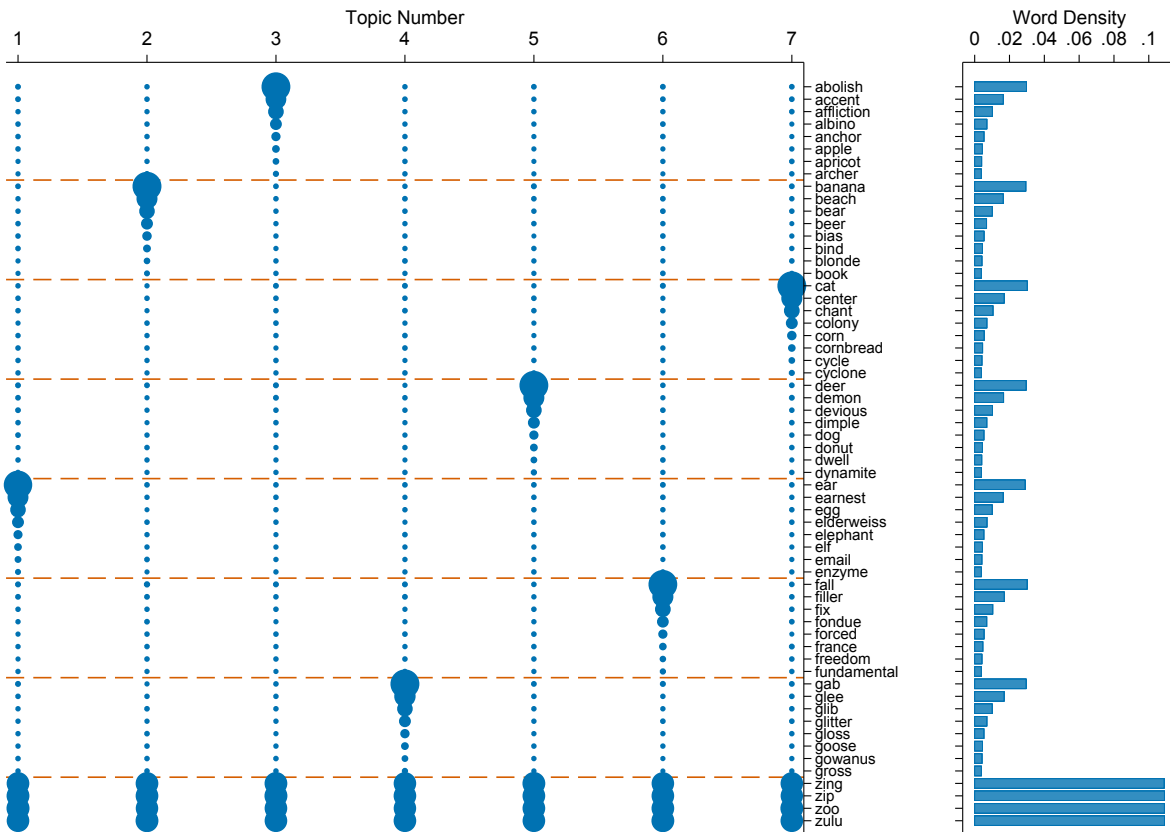 Topic Number
Word Density
1 2 3 4 5 6 7
0 .02 .04 .06 .08 .1
abolish
accent
affliction
albino
anchor
apple
apricot
archer
banana
beach
bear
beer
bias
bind
blonde
book
cat
center
chant
colony
corn
cornbread
cycle
cyclone
deer
demon
devious
dimple
dog
donut
dwell
dynamite
ear
earnest
egg
elderweiss
elephant
elf
email
enzyme
fall
filler
fix
fondue
forced
france
freedom
fundamental
gab
glee
glib
glitter
gloss
goose
gowanus
gross
zing
zip
zoo
zulu